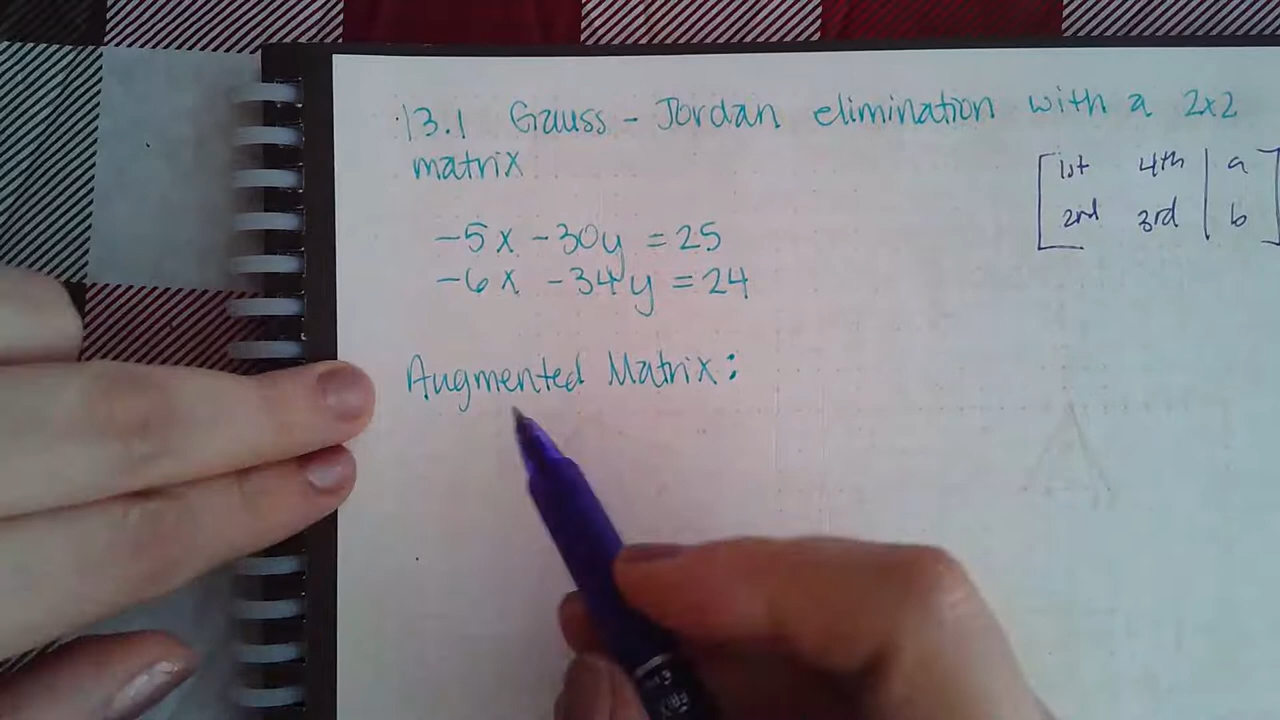 13.1 Gauss - Jordan elimination with a 2x2
matrix
1st 4th | a
2nd 3rd | b
-5x -30y = 25
-6x -34y = 24
Augmented Matrix: